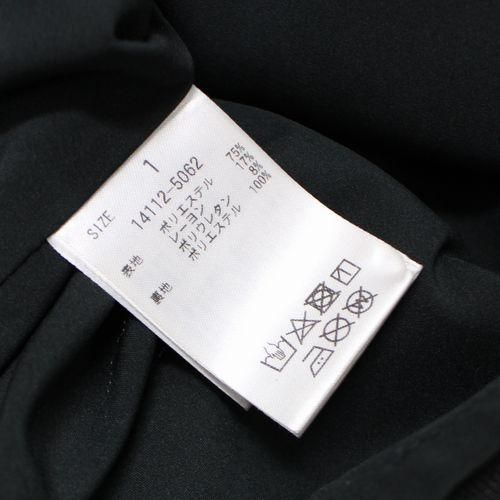 SIZE 1
14112-5062
表地 ポリエステル 75%
レーヨン 17%
ポリウレタン 8%
裏地 ポリエステル 100%